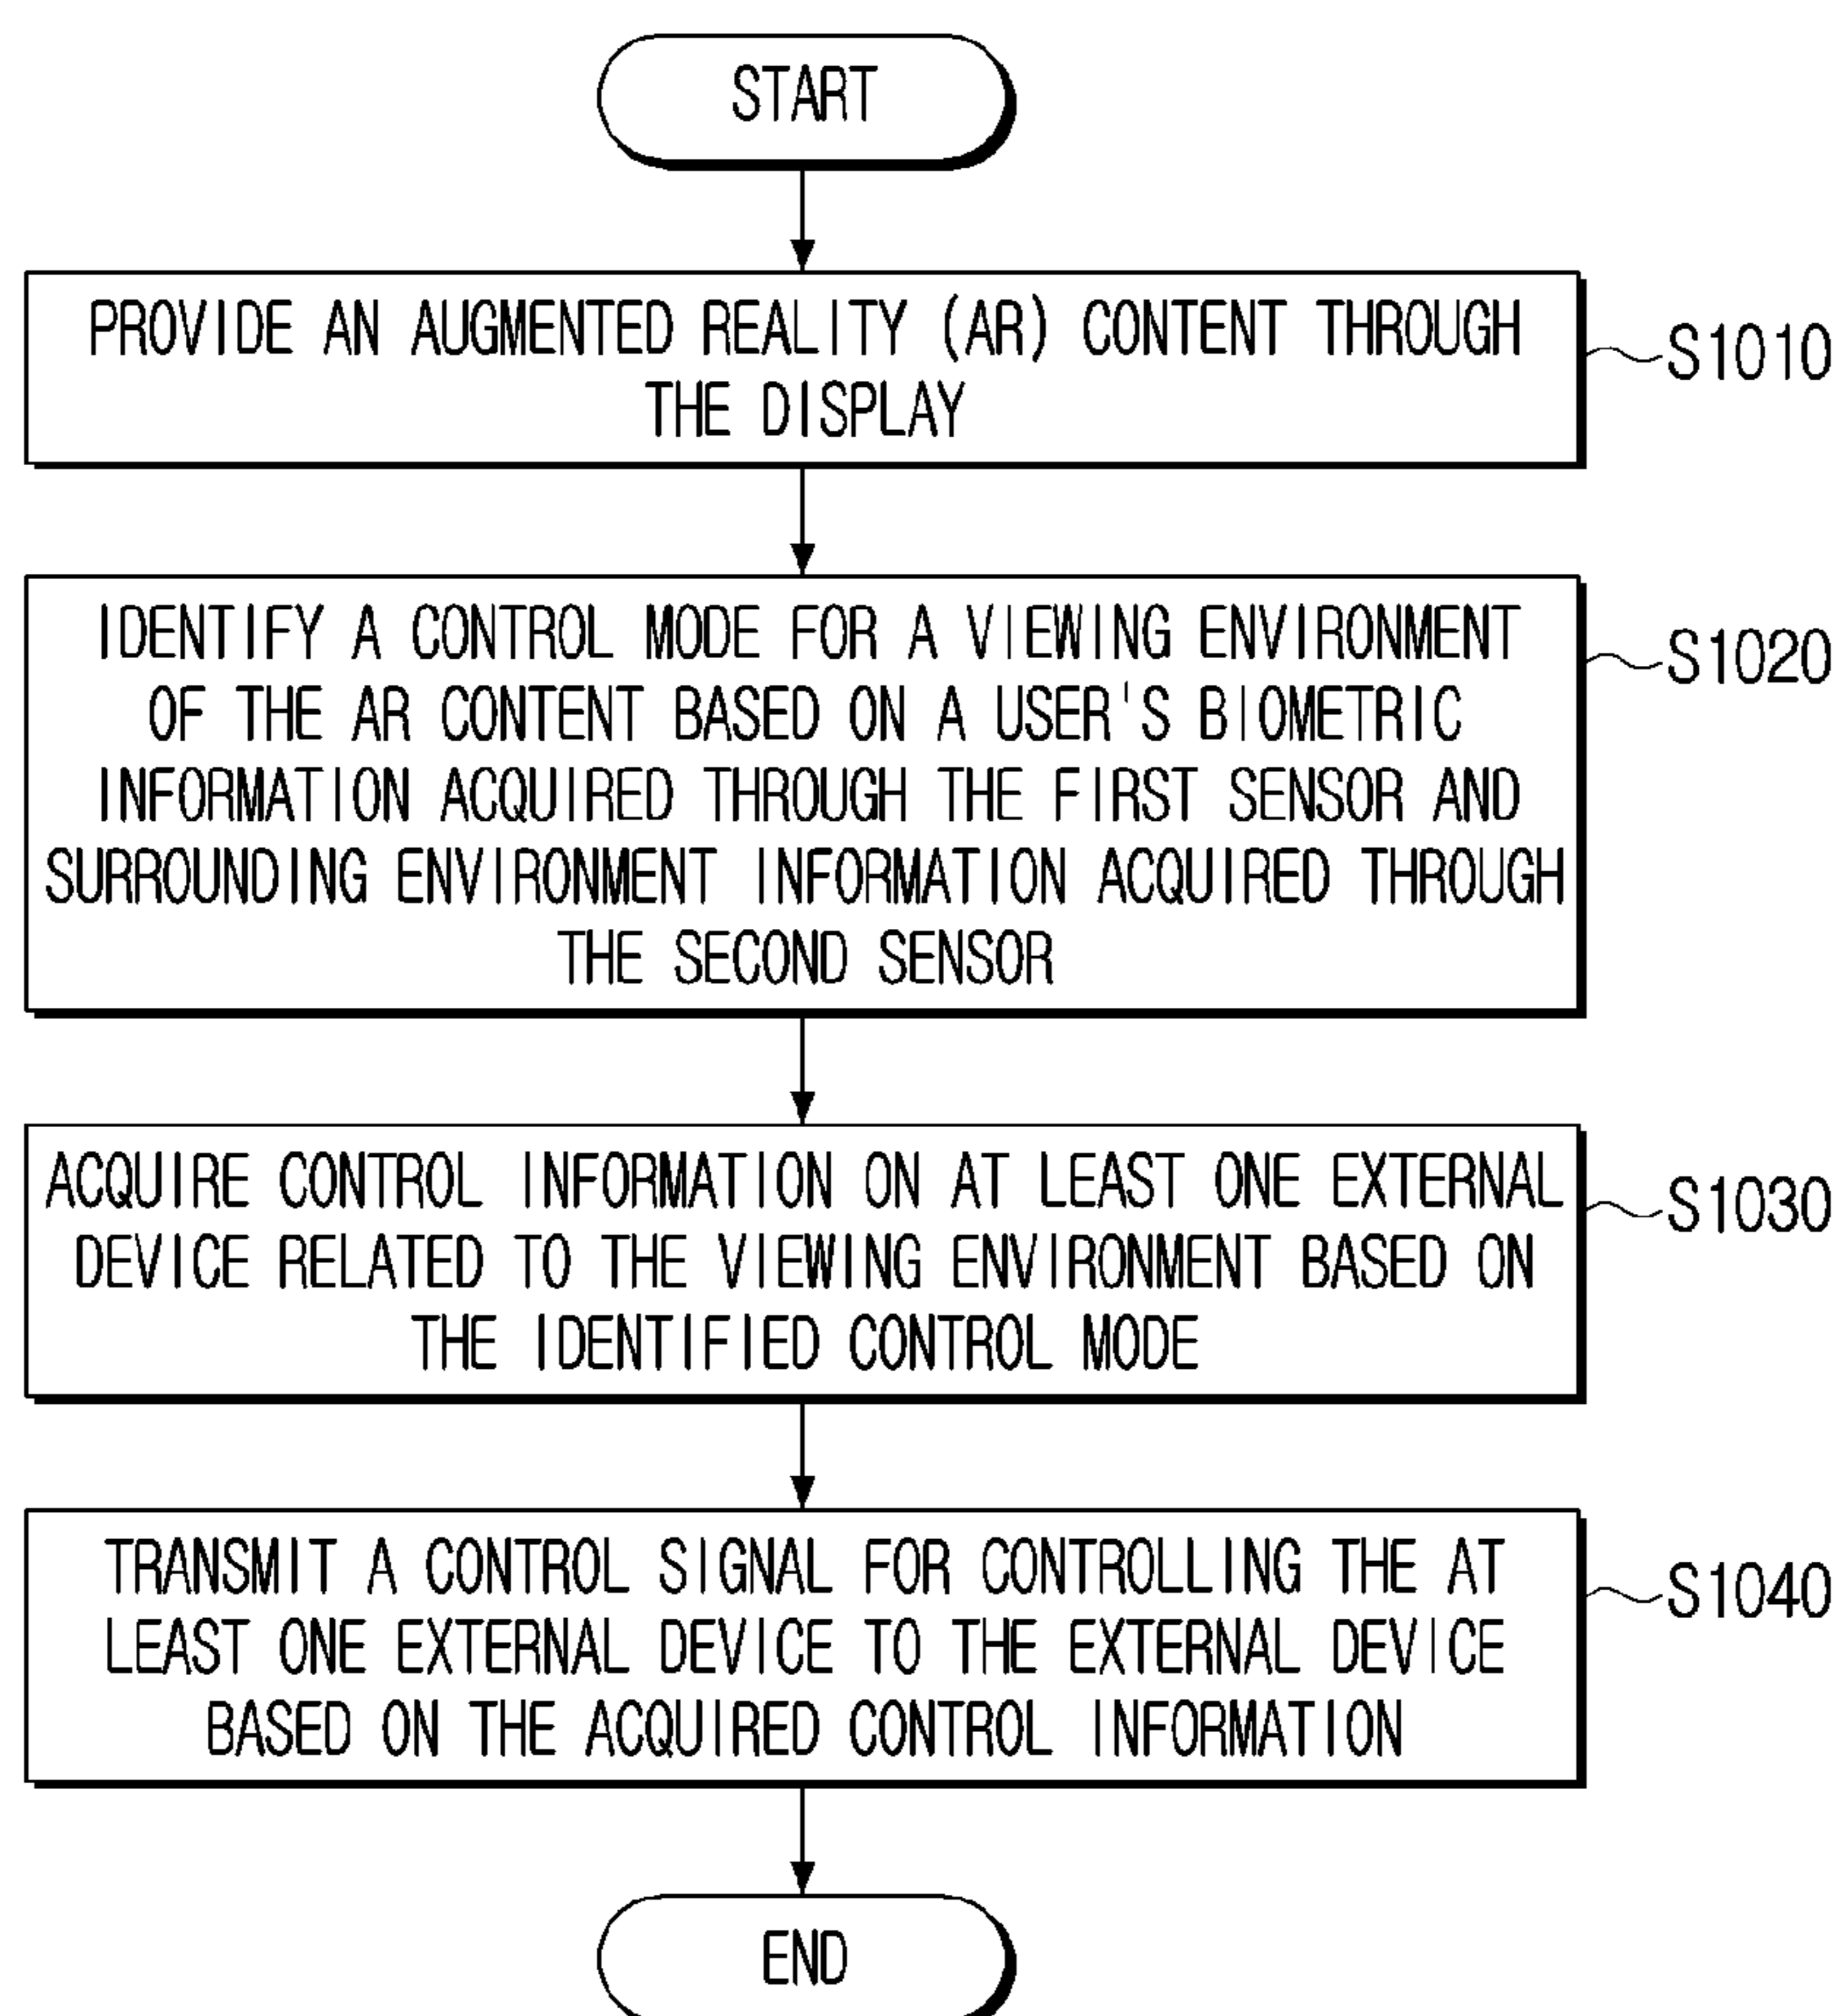 START
PROVIDE AN AUGMENTED REALITY (AR) CONTENT THROUGH
THE DISPLAY
S1010
IDENTIFY A CONTROL MODE FOR A VIEWING ENVIRONMENT
OF THE AR CONTENT BASED ON A USER'S BIOMETRIC
INFORMATION ACQUIRED THROUGH THE FIRST SENSOR AND
SURROUNDING ENVIRONMENT INFORMATION ACQUIRED THROUGH
THE SECOND SENSOR
S1020
ACQUIRE CONTROL INFORMATION ON AT LEAST ONE EXTERNAL
DEVICE RELATED TO THE VIEWING ENVIRONMENT BASED ON
THE IDENTIFIED CONTROL MODE
S1030
TRANSMIT A CONTROL SIGNAL FOR CONTROLLING THE AT
LEAST ONE EXTERNAL DEVICE TO THE EXTERNAL DEVICE
BASED ON THE ACQUIRED CONTROL INFORMATION
S1040
END